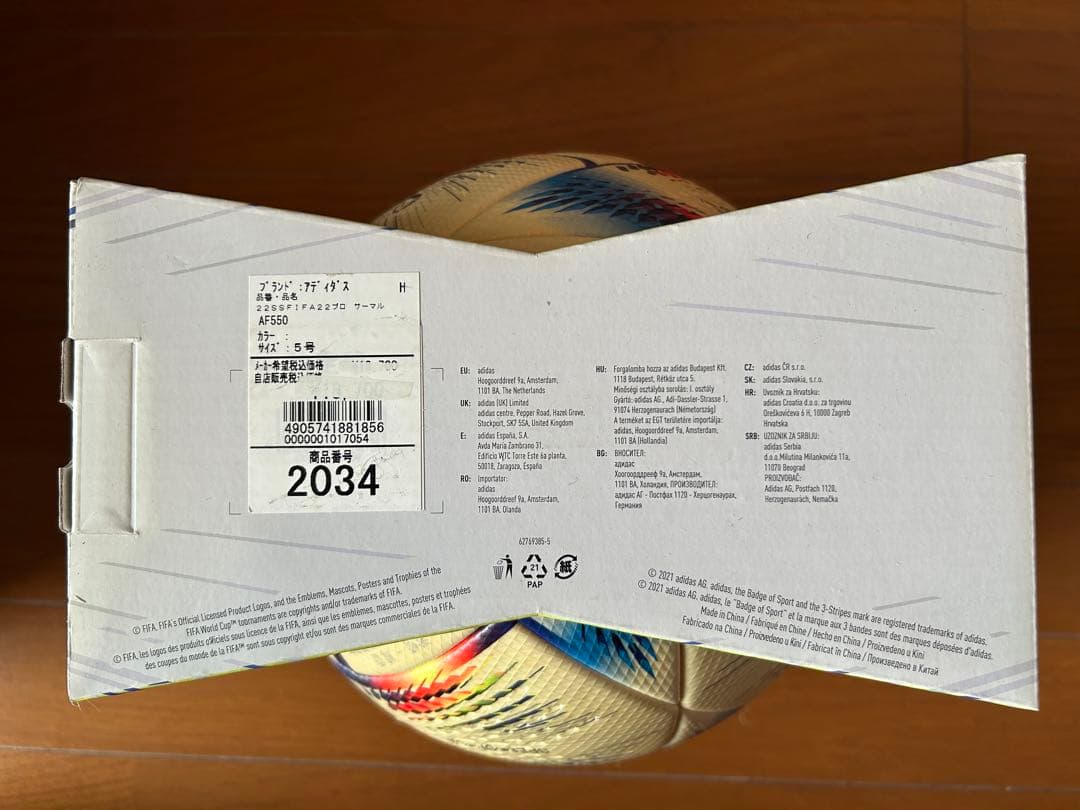 ブランド:アディダス H
品番・品名
22SSFIFA22プロ サーマル
AF550
カラー :
サイズ : 5号
メーカー希望税込価格
自店販売税込価格
4905741881856
0000001017054
商品番号
2034
EU: adidas
Hoogoorddreef 9a, Amsterdam,
1101 BA, The Netherlands
UK: adidas (UK) Limited
adidas centre, Pepper Road, Hazel Grove,
Stockport, SK7 5SA, United Kingdom
E: adidas España, S.A.
Avda María Zambrano 31,
Edificio WTC Torre Este 6a planta,
50018, Zaragoza, España
RO: Importator:
adidas
Hoogoorddreef 9a, Amsterdam,
1101 BA, Olanda
HU: Forgalomba hozza az adidas Budapest Kft.
1118 Budapest, Rétköz utca 5.
Minőségi osztályba sorolás: I. osztály
Gyártó: adidas AG., Adi-Dassler-Strasse 1,
91074 Herzogenaurach (Németország)
A terméket az EGT területére importálja:
adidas, Hoogoorddreef 9a, Amsterdam,
1101 BA (Hollandia)
BG: ВНОСИТЕЛ:
адидас
Хоогоорддрееф 9а, Амстердам,
1101 ВА, Холандия, ПРОИЗВОДИТЕЛ:
адидас АГ - Постфах 1120 - Херцогенаурах,
Германия
CZ: adidas ČR s.r.o.
SK: adidas Slovakia, s.r.o.
HR: Uvoznik za Hrvatsku:
adidas Croatia d.o.o. za trgovinu
Oreškovićeva 6 H, 10000 Zagreb
Hrvatska
SRB: UZOZNIK ZA SRBIJU:
adidas Serbia
d.o.o.Milutina Milankovića 11a,
11070 Beograd
PROIZVOĐAČ:
Adidas AG, Postfach 1120,
Herzogenaurach, Nemačka
62769385-5
21
PAP
紙
© FIFA, FIFA's Official Licensed Product Logos, and the Emblems, Mascots, Posters and Trophies of the
FIFA World Cup™ tournaments are copyrights and/or trademarks of FIFA.
© FIFA, les logos des produits officiels sous licence de la FIFA, ainsi que les emblèmes, mascottes, posters et trophées
des coupes du monde de la FIFA™ sont sous copyright et/ou sont des marques commerciales de la FIFA.
© 2021 adidas AG, adidas, the Badge of Sport and the 3-Stripes mark are registered trademarks of adidas.
© 2021 adidas AG, adidas, le "Badge of Sport" et la marque aux 3 bandes sont des marques déposées d'adidas.
Made in China / Fabriqué en Chine / Hecho en China / Proizvedeno u Kini
Fabricado na China / Proizvedeno u Kini / Fabricat în China / Произведено в Китай